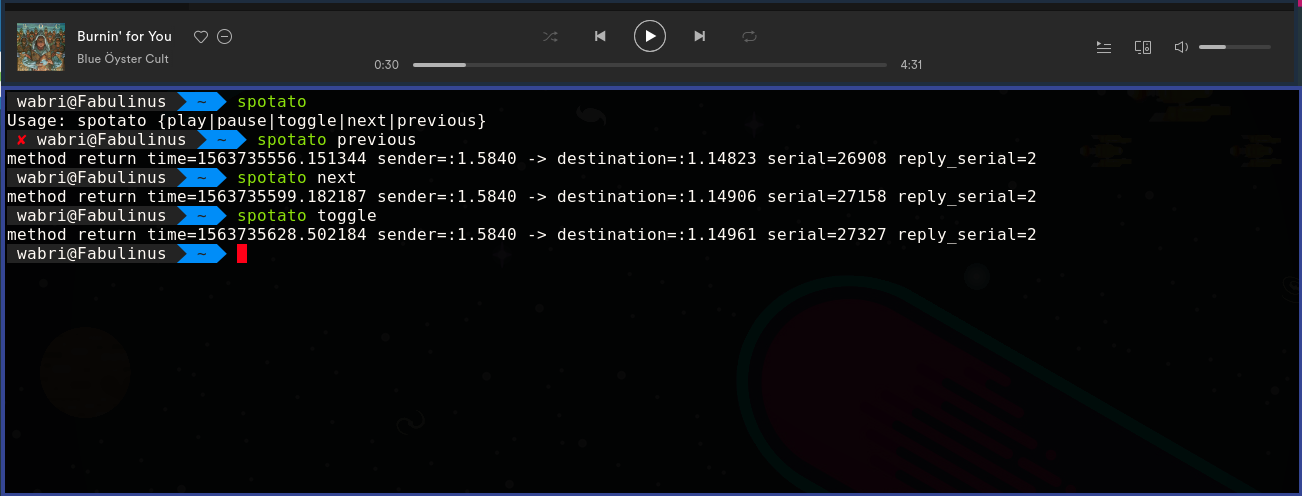 Burnin' for You
Blue Öyster Cult
0:30 4:31
wabri@Fabulinus ~ spotato
Usage: spotato {play|pause|toggle|next|previous}
✘ wabri@Fabulinus ~ spotato previous
method return time=1563735556.151344 sender=:1.5840 -> destination=:1.14823 serial=26908 reply_serial=2
wabri@Fabulinus ~ spotato next
method return time=1563735599.182187 sender=:1.5840 -> destination=:1.14906 serial=27158 reply_serial=2
wabri@Fabulinus ~ spotato toggle
method return time=1563735628.502184 sender=:1.5840 -> destination=:1.14961 serial=27327 reply_serial=2
wabri@Fabulinus ~